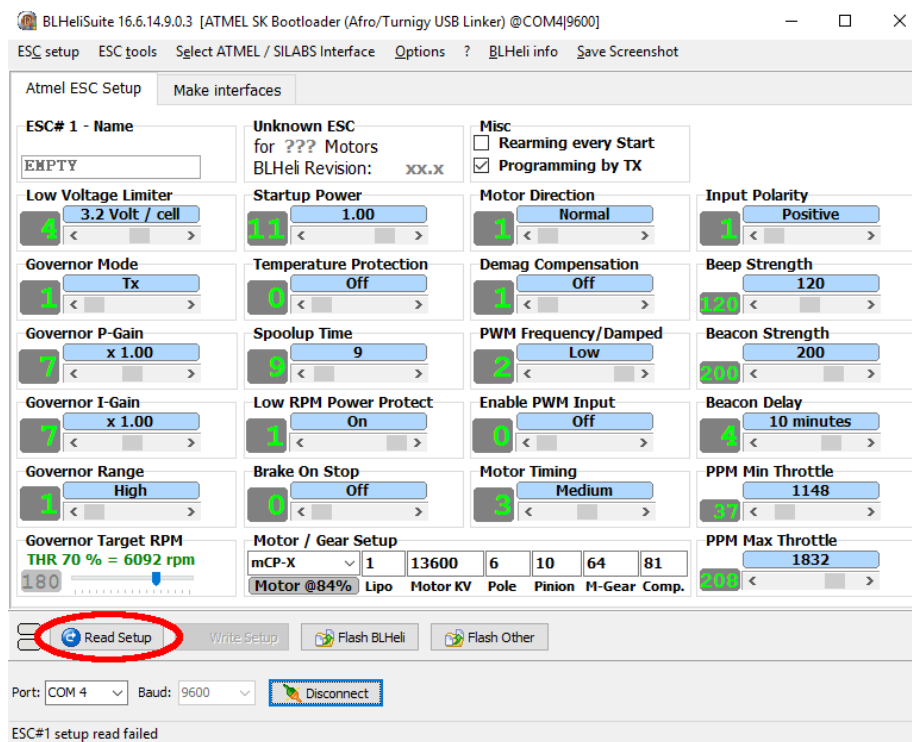 BLHeliSuite 16.6.14.9.0.3 [ATMEL SK Bootloader (Afro/Turnigy USB Linker) @COM4|9600]
ESC setup ESC tools Select ATMEL / SILABS Interface Options ? BLHeli info Save Screenshot
Atmel ESC Setup Make interfaces
ESC# 1 - Name
EMPTY
Unknown ESC
for ??? Motors
BLHeli Revision: xx.x
Misc
Rearming every Start
Programming by TX
Low Voltage Limiter
4 3.2 Volt / cell
Startup Power
11 1.00
Motor Direction
1 Normal
Input Polarity
1 Positive
Governor Mode
1 Tx
Temperature Protection
0 Off
Demag Compensation
1 Off
Beep Strength
120 120
Governor P-Gain
7 x 1.00
Spoolup Time
9 9
PWM Frequency/Damped
2 Low
Beacon Strength
200 200
Governor I-Gain
7 x 1.00
Low RPM Power Protect
1 On
Enable PWM Input
0 Off
Beacon Delay
4 10 minutes
Governor Range
1 High
Brake On Stop
0 Off
Motor Timing
3 Medium
PPM Min Throttle
37 1148
Governor Target RPM
THR 70 % = 6092 rpm
180
Motor / Gear Setup
mCP-X 1 13600 6 10 64 81
Motor @84% Lipo Motor KV Pole Pinion M-Gear Comp.
PPM Max Throttle
208 1832
Read Setup Write Setup Flash BLHeli Flash Other
Port: COM 4 Baud: 9600 Disconnect
ESC#1 setup read failed